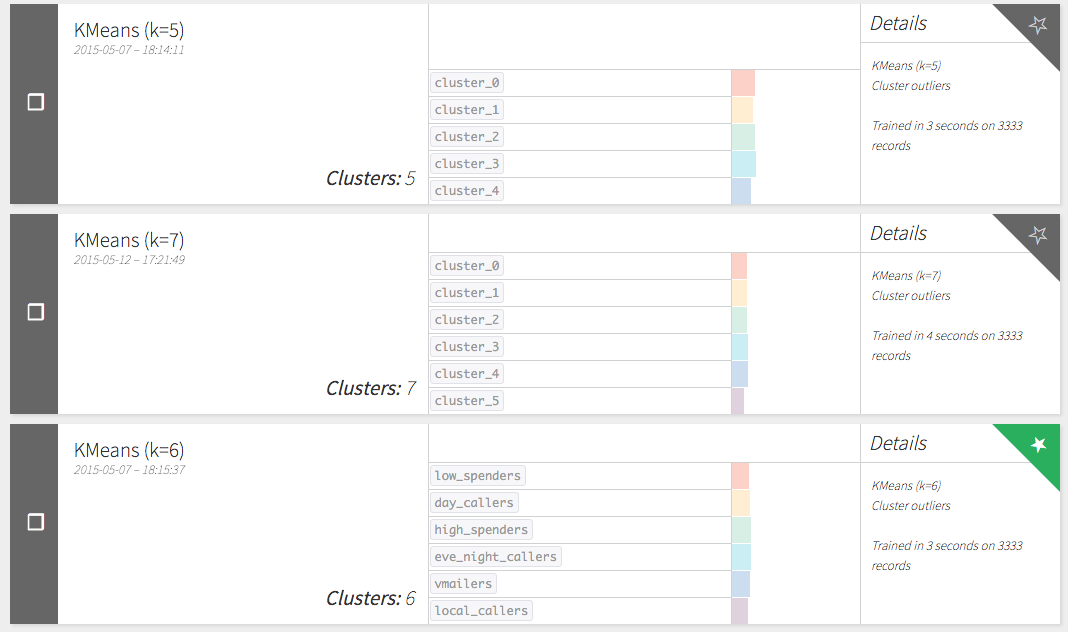 KMeans (k=5)
2015-05-07 – 18:14:11
Clusters: 5
cluster_0
cluster_1
cluster_2
cluster_3
cluster_4
Details
KMeans (k=5)
Cluster outliers
Trained in 3 seconds on 3333
records
KMeans (k=7)
2015-05-12 – 17:21:49
Clusters: 7
cluster_0
cluster_1
cluster_2
cluster_3
cluster_4
cluster_5
Details
KMeans (k=7)
Cluster outliers
Trained in 4 seconds on 3333
records
KMeans (k=6)
2015-05-07 – 18:15:37
Clusters: 6
low_spenders
day_callers
high_spenders
eve_night_callers
vmailers
local_callers
Details
KMeans (k=6)
Cluster outliers
Trained in 3 seconds on 3333
records